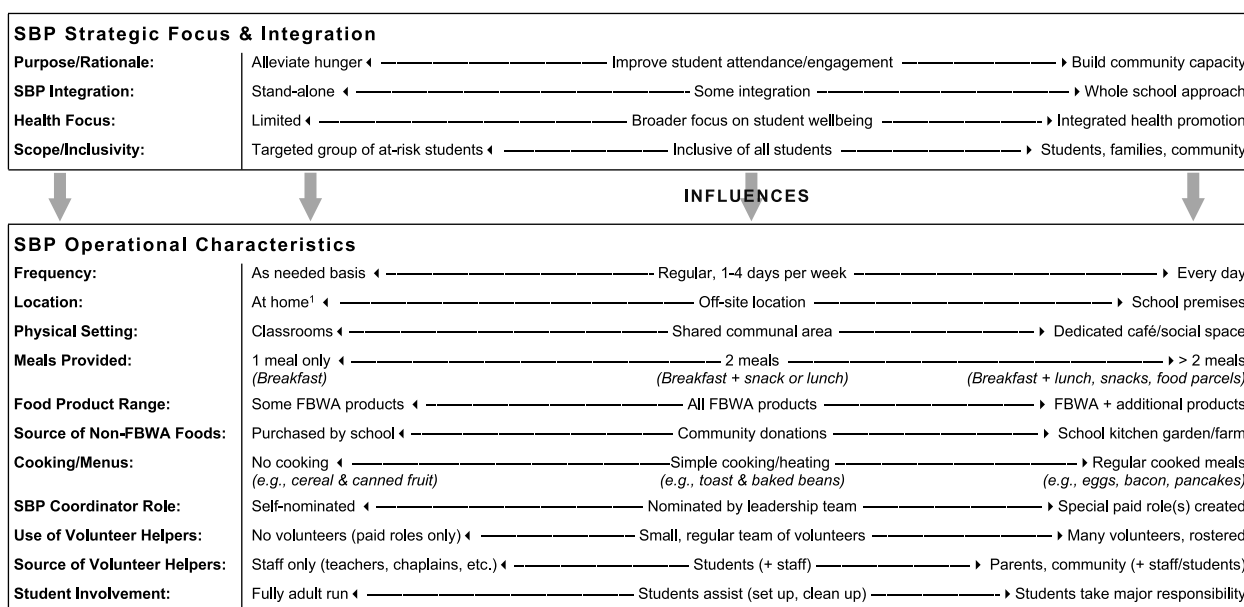 SBP Strategic Focus & Integration
Purpose/Rationale: Alleviate hunger Improve student attendance/engagement Build community capacity
SBP Integration: Stand-alone Some integration Whole school approach
Health Focus: Limited Broader focus on student wellbeing Integrated health promotion
Scope/Inclusivity: Targeted group of at-risk students Inclusive of all students Students, families, community
INFLUENCES
SBP Operational Characteristics
Frequency: As needed basis Regular, 1-4 days per week Every day
Location: At home¹ Off-site location School premises
Physical Setting: Classrooms Shared communal area Dedicated café/social space
Meals Provided: 1 meal only 2 meals > 2 meals
(Breakfast) (Breakfast + snack or lunch) (Breakfast + lunch, snacks, food parcels)
Food Product Range: Some FBWA products All FBWA products FBWA + additional products
Source of Non-FBWA Foods: Purchased by school Community donations School kitchen garden/farm
Cooking/Menus: No cooking Simple cooking/heating Regular cooked meals
(e.g., cereal & canned fruit) (e.g., toast & baked beans) (e.g., eggs, bacon, pancakes)
SBP Coordinator Role: Self-nominated Nominated by leadership team Special paid role(s) created
Use of Volunteer Helpers: No volunteers (paid roles only) Small, regular team of volunteers Many volunteers, rostered
Source of Volunteer Helpers: Staff only (teachers, chaplains, etc.) Students (+ staff) Parents, community (+ staff/students)
Student Involvement: Fully adult run Students assist (set up, clean up) Students take major responsibility